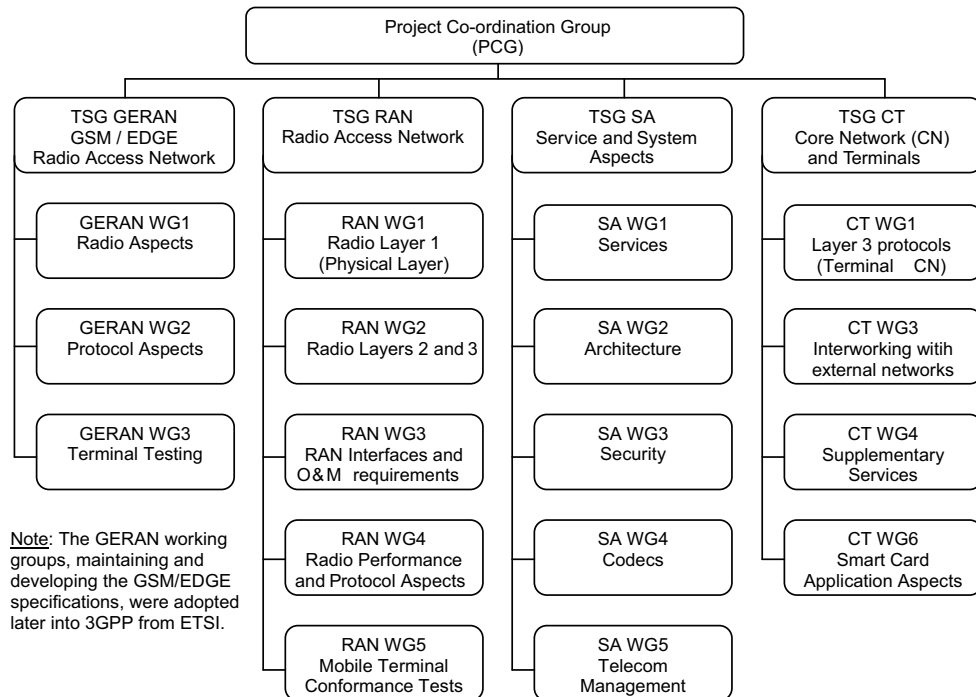 Project Co-ordination Group
(PCG)
TSG GERAN
GSM / EDGE
Radio Access Network
TSG RAN
Radio Access Network
TSG SA
Service and System
Aspects
TSG CT
Core Network (CN)
and Terminals
GERAN WG1
Radio Aspects
RAN WG1
Radio Layer 1
(Physical Layer)
SA WG1
Services
CT WG1
Layer 3 protocols
(Terminal CN)
GERAN WG2
Protocol Aspects
RAN WG2
Radio Layers 2 and 3
SA WG2
Architecture
CT WG3
Interworking witih
external networks
GERAN WG3
Terminal Testing
RAN WG3
RAN Interfaces and
O&M requirements
SA WG3
Security
CT WG4
Supplementary
Services
Note: The GERAN working
groups, maintaining and
developing the GSM/EDGE
specifications, were adopted
later into 3GPP from ETSI.
RAN WG4
Radio Performance
and Protocol Aspects
SA WG4
Codecs
CT WG6
Smart Card
Application Aspects
RAN WG5
Mobile Terminal
Conformance Tests
SA WG5
Telecom
Management